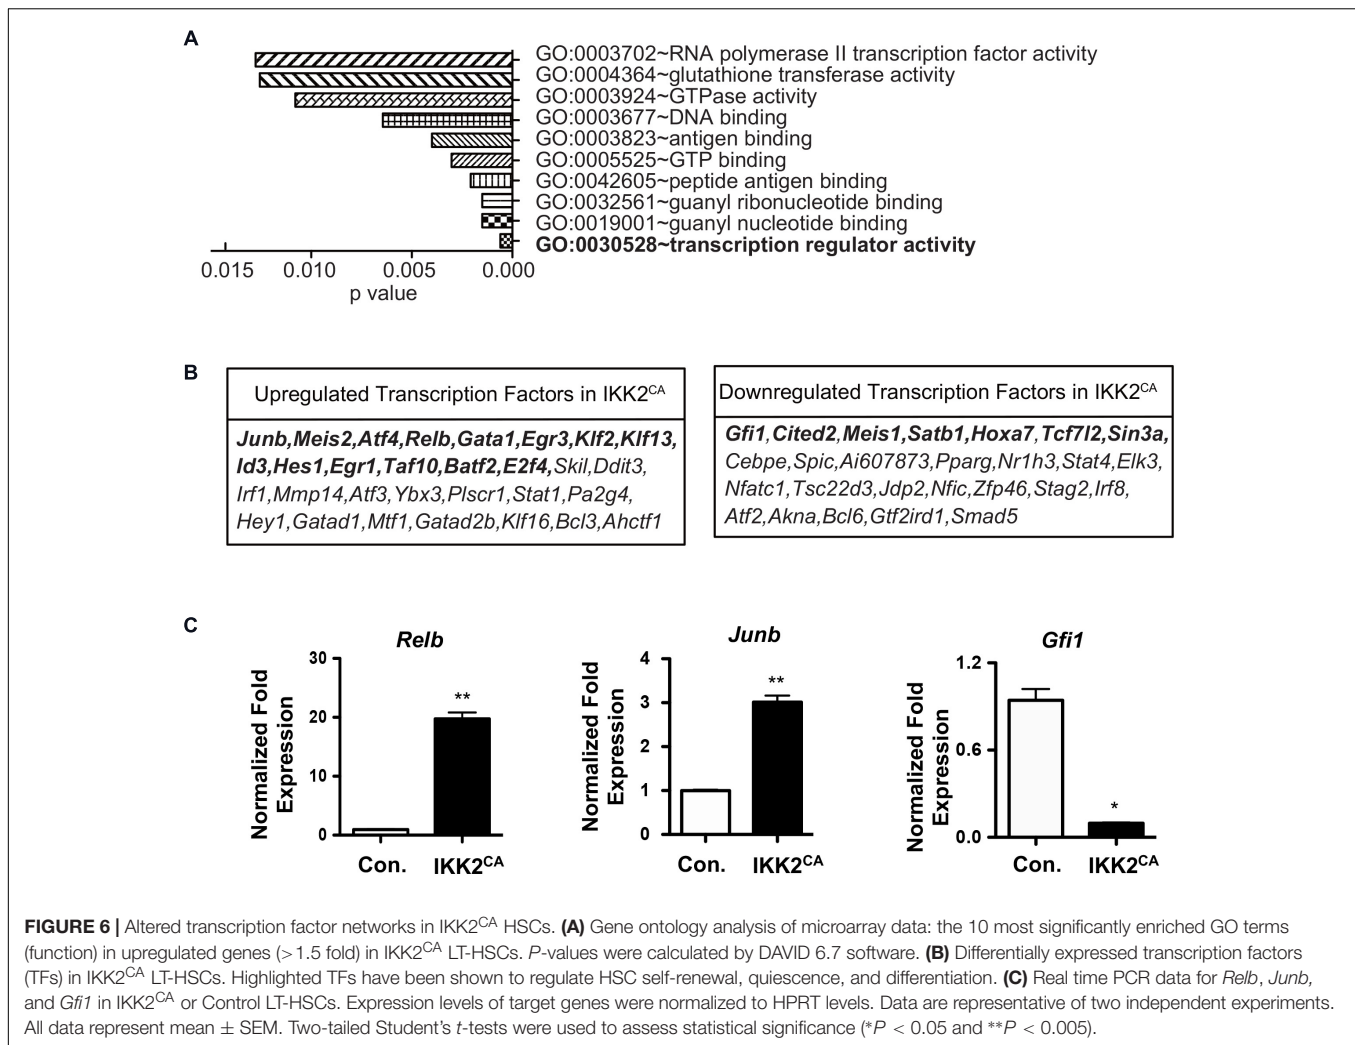 A
GO:0003702~RNA polymerase II transcription factor activity
GO:0004364~glutathione transferase activity
GO:0003924~GTPase activity
GO:0003677~DNA binding
GO:0003823~antigen binding
GO:0005525~GTP binding
GO:0042605~peptide antigen binding
GO:0032561~guanyl ribonucleotide binding
GO:0019001~guanyl nucleotide binding
GO:0030528~transcription regulator activity
0.015 0.010 0.005 0.000
p value
B
Upregulated Transcription Factors in IKK2CA
Junb,Meis2,Atf4,Relb,Gata1,Egr3,Klf2,Klf13,
Id3,Hes1,Egr1,Taf10,Batf2,E2f4,Skil,Ddit3,
Irf1,Mmp14,Atf3,Ybx3,Plscr1,Stat1,Pa2g4,
Hey1,Gatad1,Mtf1,Gatad2b,Klf16,Bcl3,Ahctf1
Downregulated Transcription Factors in IKK2CA
Gfi1,Cited2,Meis1,Satb1,Hoxa7,Tcf7l2,Sin3a,
Cebpe,Spic,Ai607873,Pparg,Nr1h3,Stat4,Elk3,
Nfatc1,Tsc22d3,Jdp2,Nfic,Zfp46,Stag2,Irf8,
Atf2,Akna,Bcl6,Gtf2ird1,Smad5
C
Relb
Normalized Fold
Expression
30
20
10
0
**
Con. IKK2CA
Junb
Normalized Fold
Expression
4
3
2
1
0
**
Con. IKK2CA
Gfi1
Normalized Fold
Expression
1.2
0.6
0.0
*
Con. IKK2CA
FIGURE 6 | Altered transcription factor networks in IKK2CA HSCs. (A) Gene ontology analysis of microarray data: the 10 most significantly enriched GO terms
(function) in upregulated genes (>1.5 fold) in IKK2CA LT-HSCs. P-values were calculated by DAVID 6.7 software. (B) Differentially expressed transcription factors
(TFs) in IKK2CA LT-HSCs. Highlighted TFs have been shown to regulate HSC self-renewal, quiescence, and differentiation. (C) Real time PCR data for Relb, Junb,
and Gfi1 in IKK2CA or Control LT-HSCs. Expression levels of target genes were normalized to HPRT levels. Data are representative of two independent experiments.
All data represent mean ± SEM. Two-tailed Student's t-tests were used to assess statistical significance (*P < 0.05 and **P < 0.005).